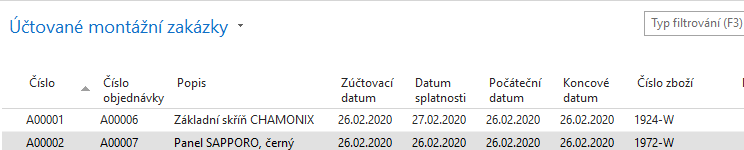 Účtované montážní zakázky
Typ filtrování (F3)
Číslo Číslo objednávky Popis Zúčtovací datum Datum splatnosti Počáteční datum Koncové datum Číslo zboží
A00001 A00006 Základní skříň CHAMONIX 26.02.2020 27.02.2020 26.02.2020 26.02.2020 1924-W
A00002 A00007 Panel SAPPORO, černý 26.02.2020 26.02.2020 26.02.2020 26.02.2020 1972-W